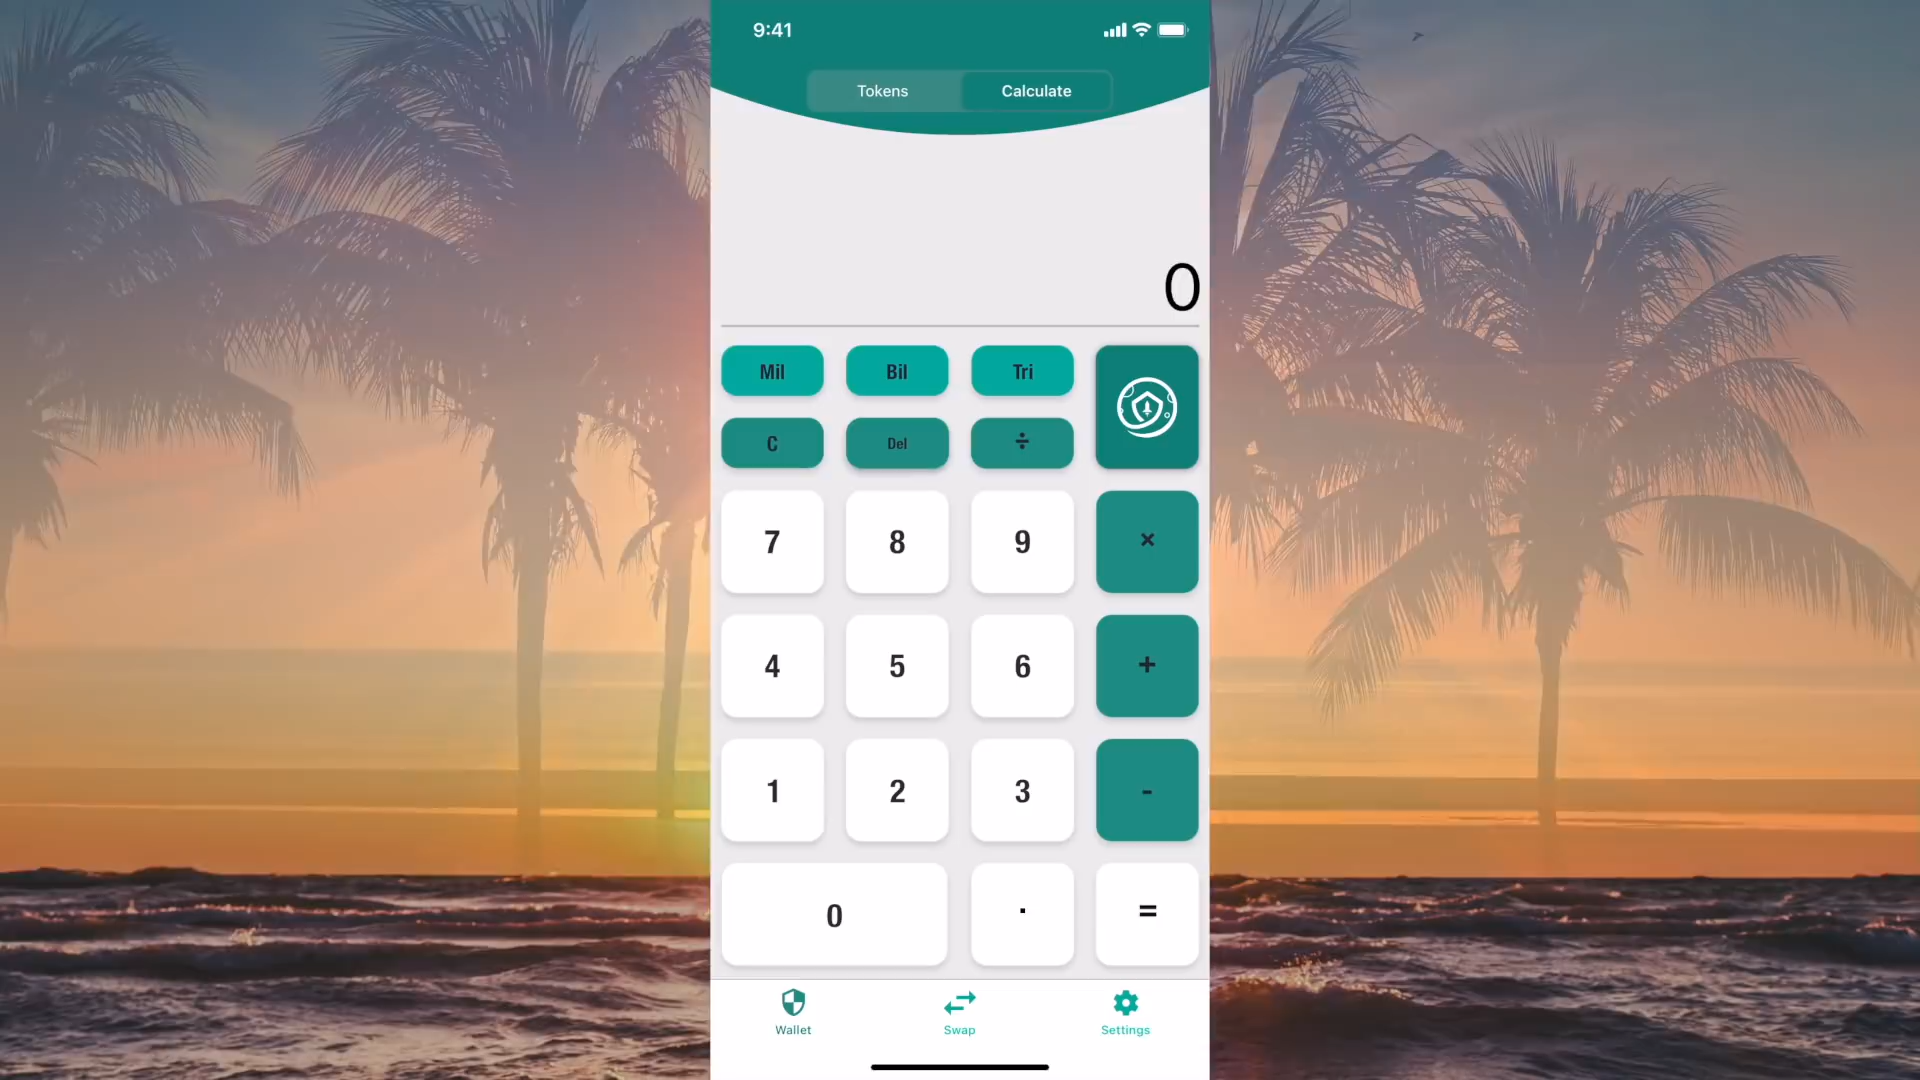 9:41
Tokens Calculate
0
Mil Bil Tri
C Del ÷
7 8 9 ×
4 5 6 +
1 2 3 -
0 . =
Wallet Swap Settings